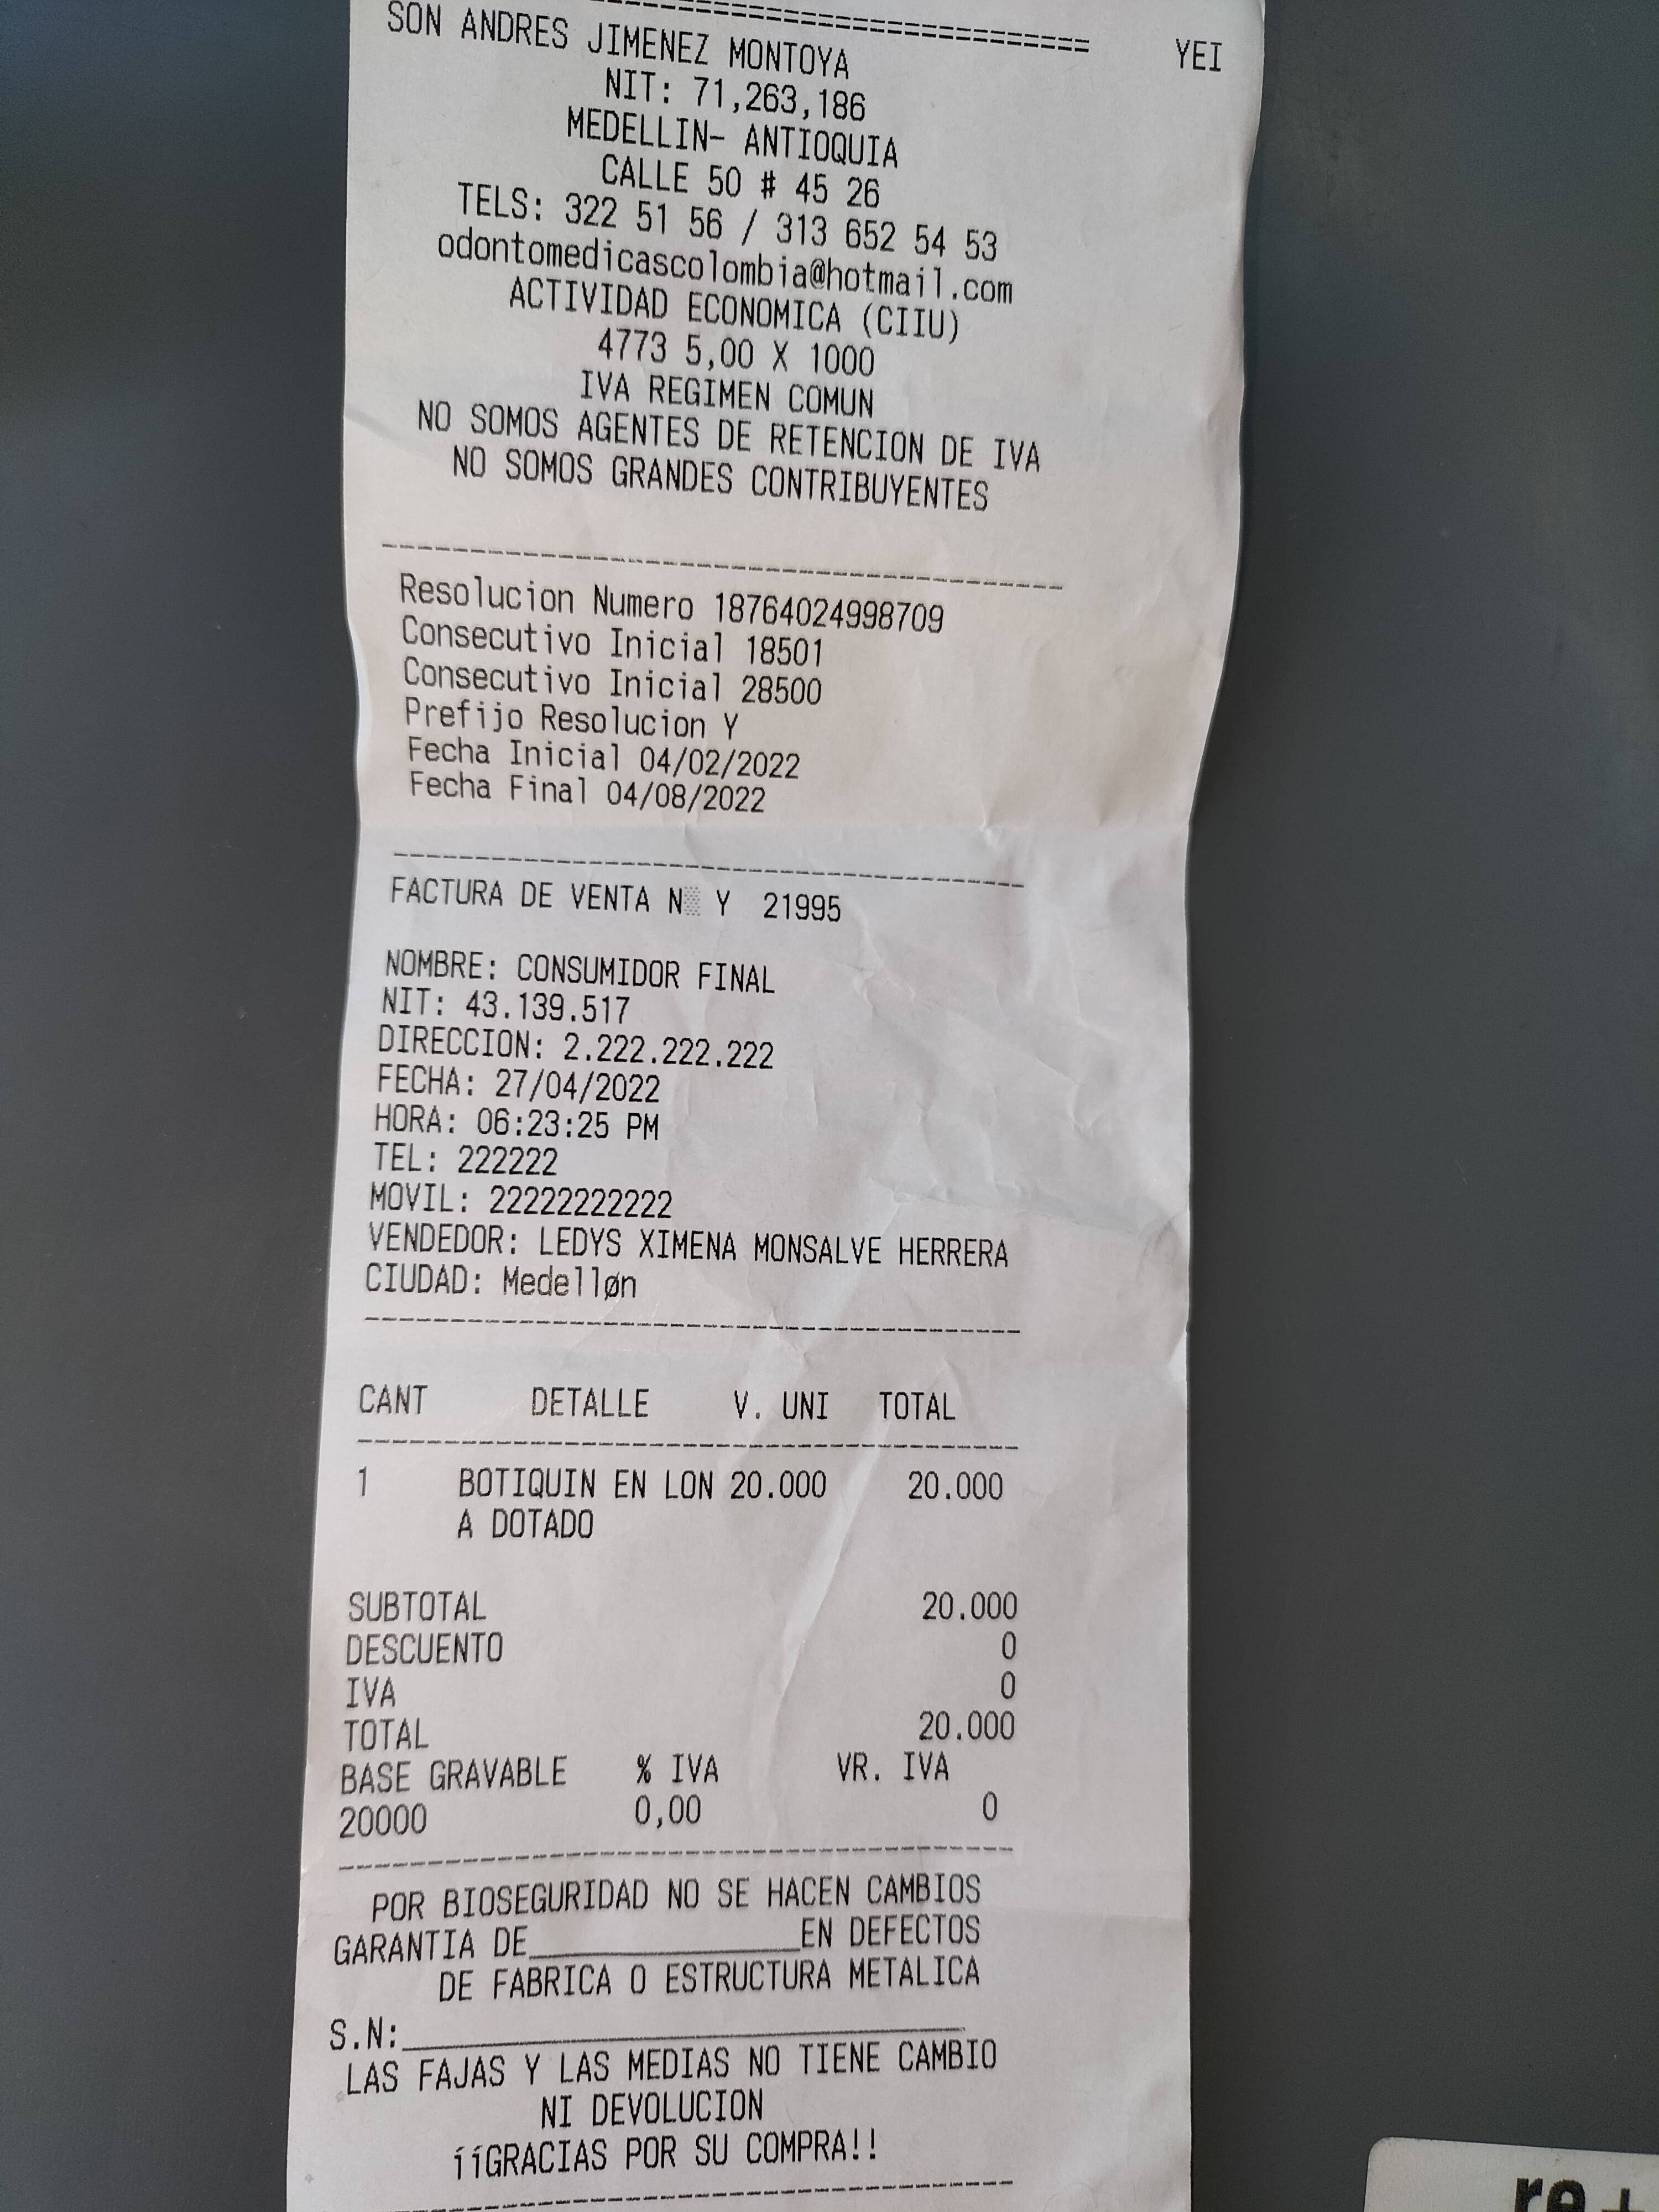 ==============================
YEI
SON ANDRES JIMENEZ MONTOYA
NIT: 71,263,186
MEDELLIN- ANTIOQUIA
CALLE 50 # 45 26
TELS: 322 51 56 / 313 652 54 53
odontomedicascolombia@hotmail.com
ACTIVIDAD ECONOMICA (CIIU)
4773 5,00 X 1000
IVA REGIMEN COMUN
NO SOMOS AGENTES DE RETENCION DE IVA
NO SOMOS GRANDES CONTRIBUYENTES
Resolucion Numero 18764024998709
Consecutivo Inicial 18501
Consecutivo Inicial 28500
Prefijo Resolucion Y
Fecha Inicial 04/02/2022
Fecha Final 04/08/2022
FACTURA DE VENTA N▒ Y 21995
NOMBRE: CONSUMIDOR FINAL
NIT: 43.139.517
DIRECCION: 2.222.222.222
FECHA: 27/04/2022
HORA: 06:23:25 PM
TEL: 222222
MOVIL: 22222222222
VENDEDOR: LEDYS XIMENA MONSALVE HERRERA
CIUDAD: Medelløn
CANT DETALLE V. UNI TOTAL
1 BOTIQUIN EN LON 20.000 20.000
A DOTADO
SUBTOTAL 20.000
DESCUENTO 0
IVA 0
TOTAL 20.000
BASE GRAVABLE % IVA VR. IVA
20000 0,00 0
POR BIOSEGURIDAD NO SE HACEN CAMBIOS
GARANTIA DE________________EN DEFECTOS
DE FABRICA O ESTRUCTURA METALICA
S.N:_________________________________
LAS FAJAS Y LAS MEDIAS NO TIENE CAMBIO
NI DEVOLUCION
ííGRACIAS POR SU COMPRA!!
re +